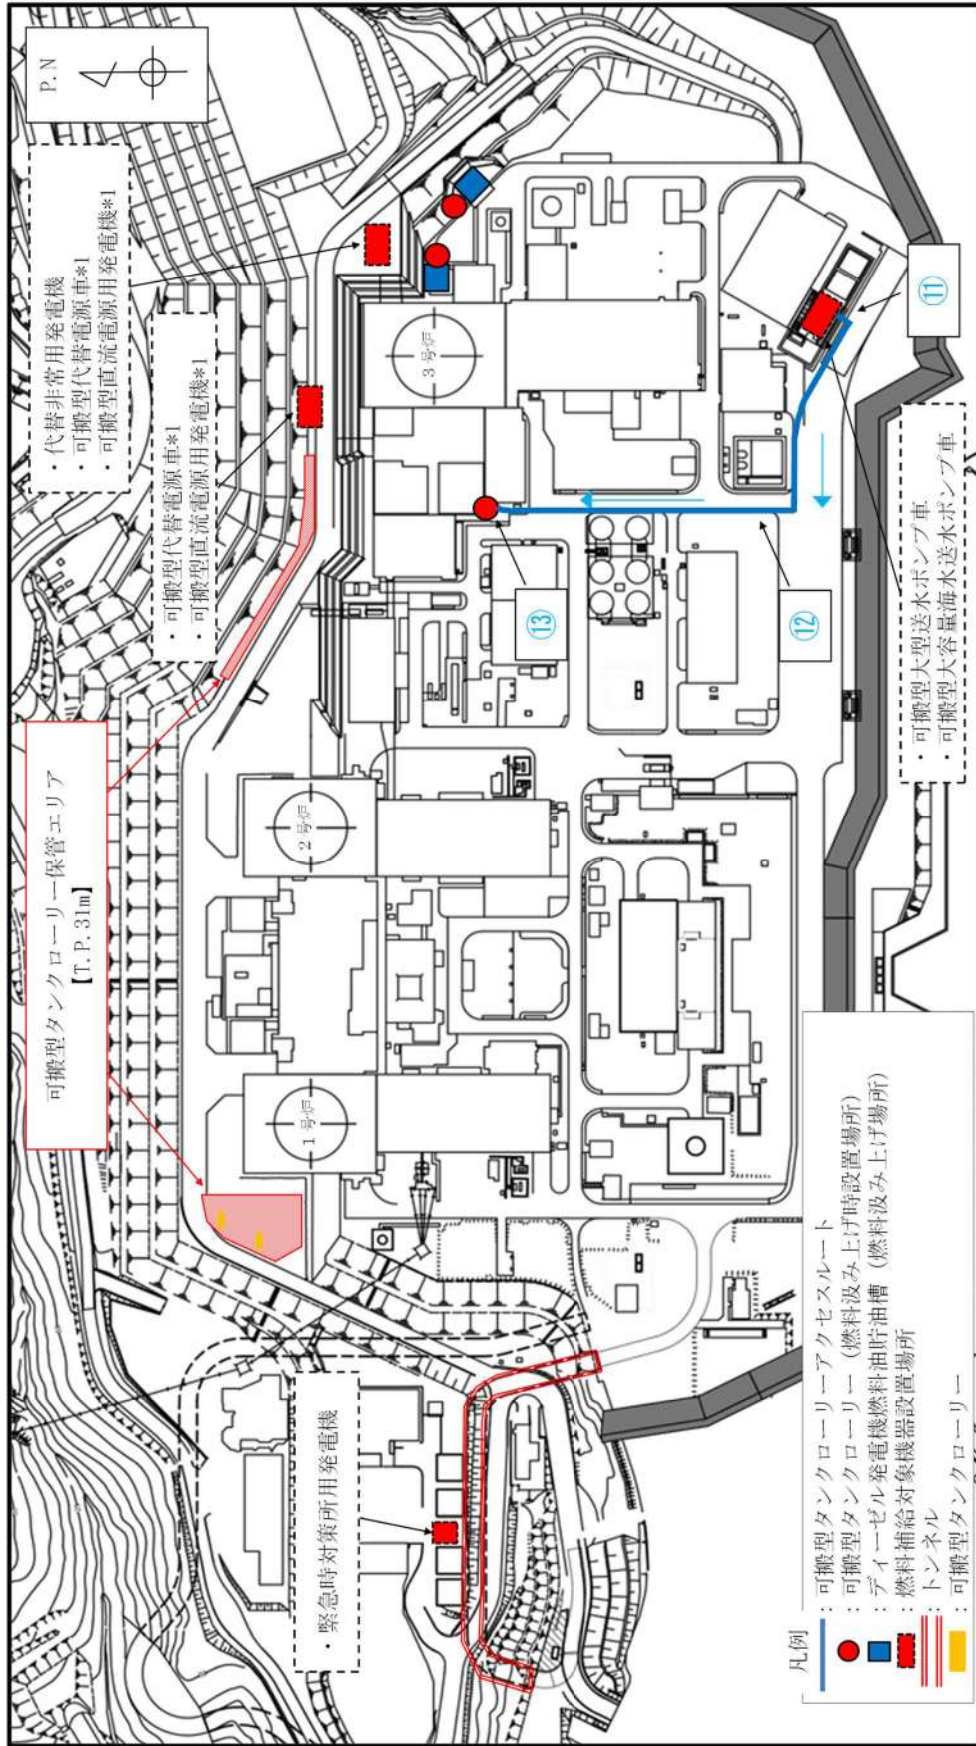 P.N
・代替非常用発電機
・可搬型代替電源車*1
・可搬型直流電源用発電機*1
・可搬型代替電源車*1
・可搬型直流電源用発電機*1
可搬型タンクローリー保管エリア
【T.P.31m】
・緊急時対策所用発電機
1号炉
2号炉
3号炉
⑬
⑫
⑪
・可搬型大型送水ポンプ車
・可搬型大容量海水送水ポンプ車
凡例
：可搬型タンクローリーアクセスルート
：可搬型タンクローリー（燃料汲み上げ時設置場所）
：ディーゼル発電機燃料油貯油槽（燃料汲み上げ場所）
：燃料補給対象機器設置場所
：トンネル
：可搬型タンクローリー